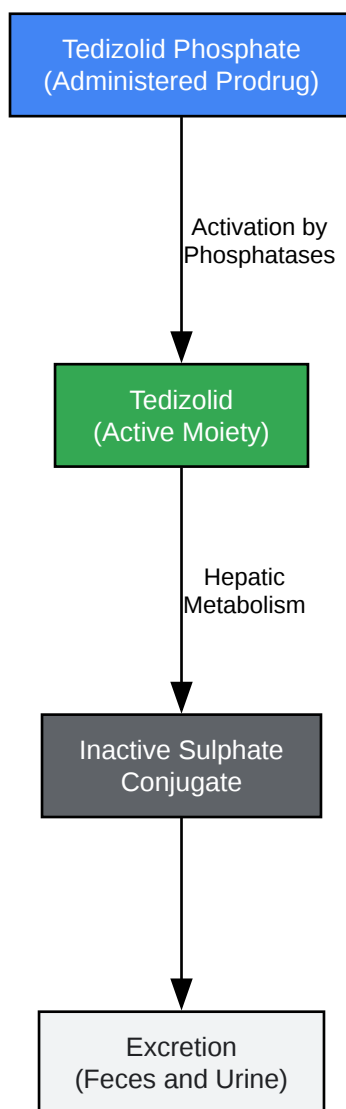 Tedizolid Phosphate
(Administered Prodrug)
Activation by
Phosphatases
Tedizolid
(Active Moiety)
Hepatic
Metabolism
Inactive Sulphate
Conjugate
Excretion
(Feces and Urine)